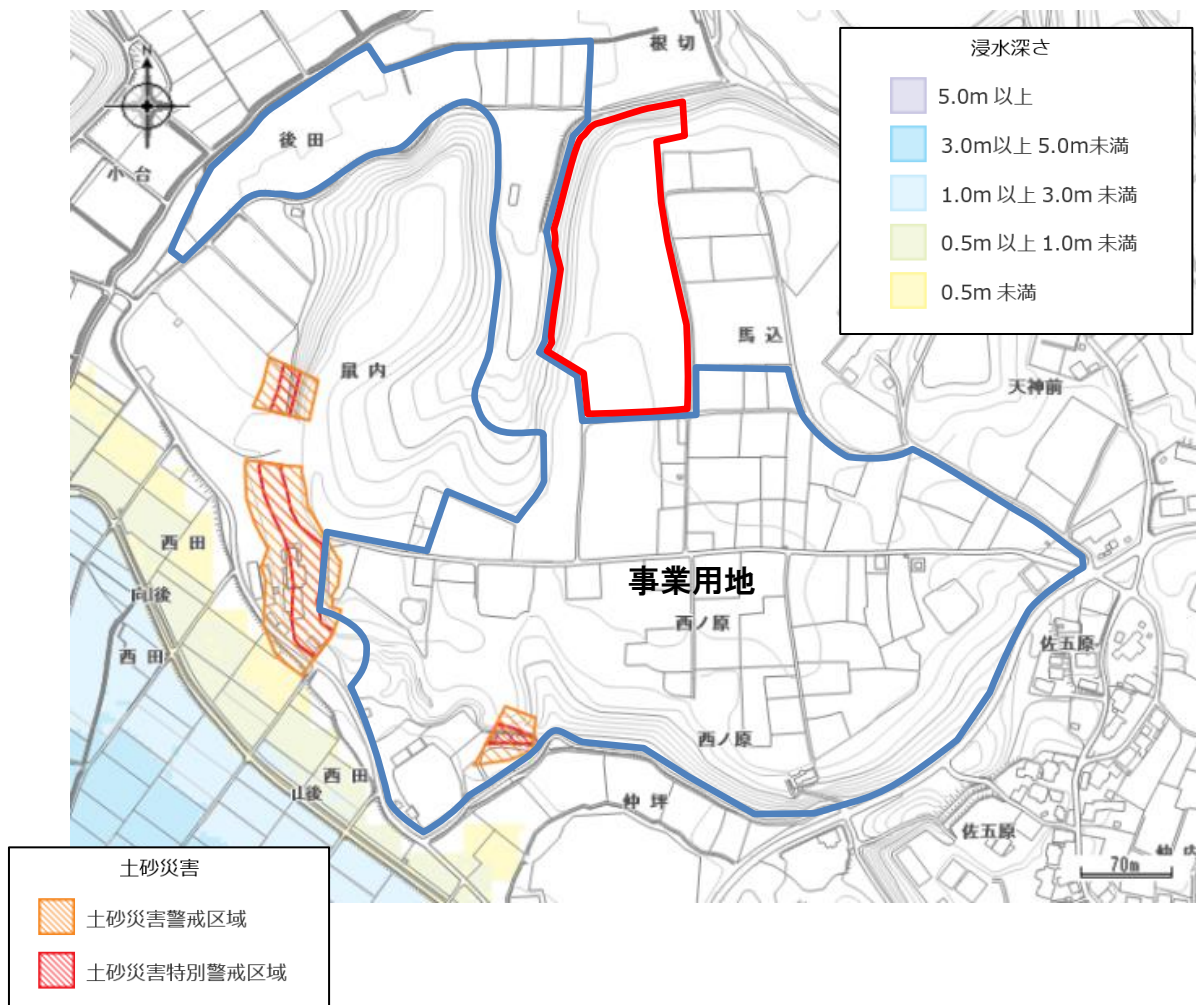 根切
N
後田
小台
浸水深さ
5.0m 以上
3.0m以上 5.0m未満
1.0m 以上 3.0m 未満
0.5m 以上 1.0m 未満
0.5m 未満
馬込
天神前
鼠内
西田
向後
西田
事業用地
西ノ原
佐五原
西ノ原
西田
山後
仲坪
佐五原
仲内
70m
土砂災害
土砂災害警戒区域
土砂災害特別警戒区域